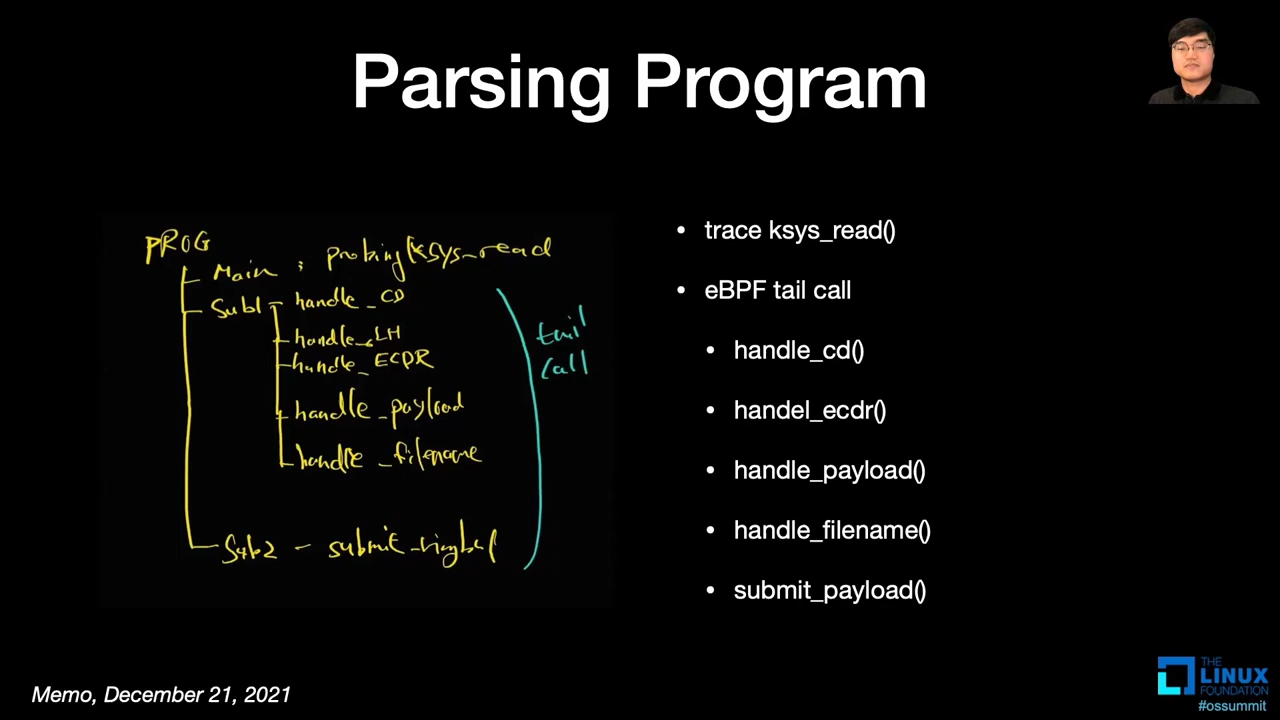 Parsing Program
PROG
Main ; probing ksys_read
Sub1 - handle_CD
handle_LH
handle_ECDR
handle_payload
handle_filename
Sub2 - submit_ringbuf
tail
call
• trace ksys_read()
• eBPF tail call
• handle_cd()
• handel_ecdr()
• handle_payload()
• handle_filename()
• submit_payload()
Memo, December 21, 2021
THE
LINUX
FOUNDATION
#ossummit